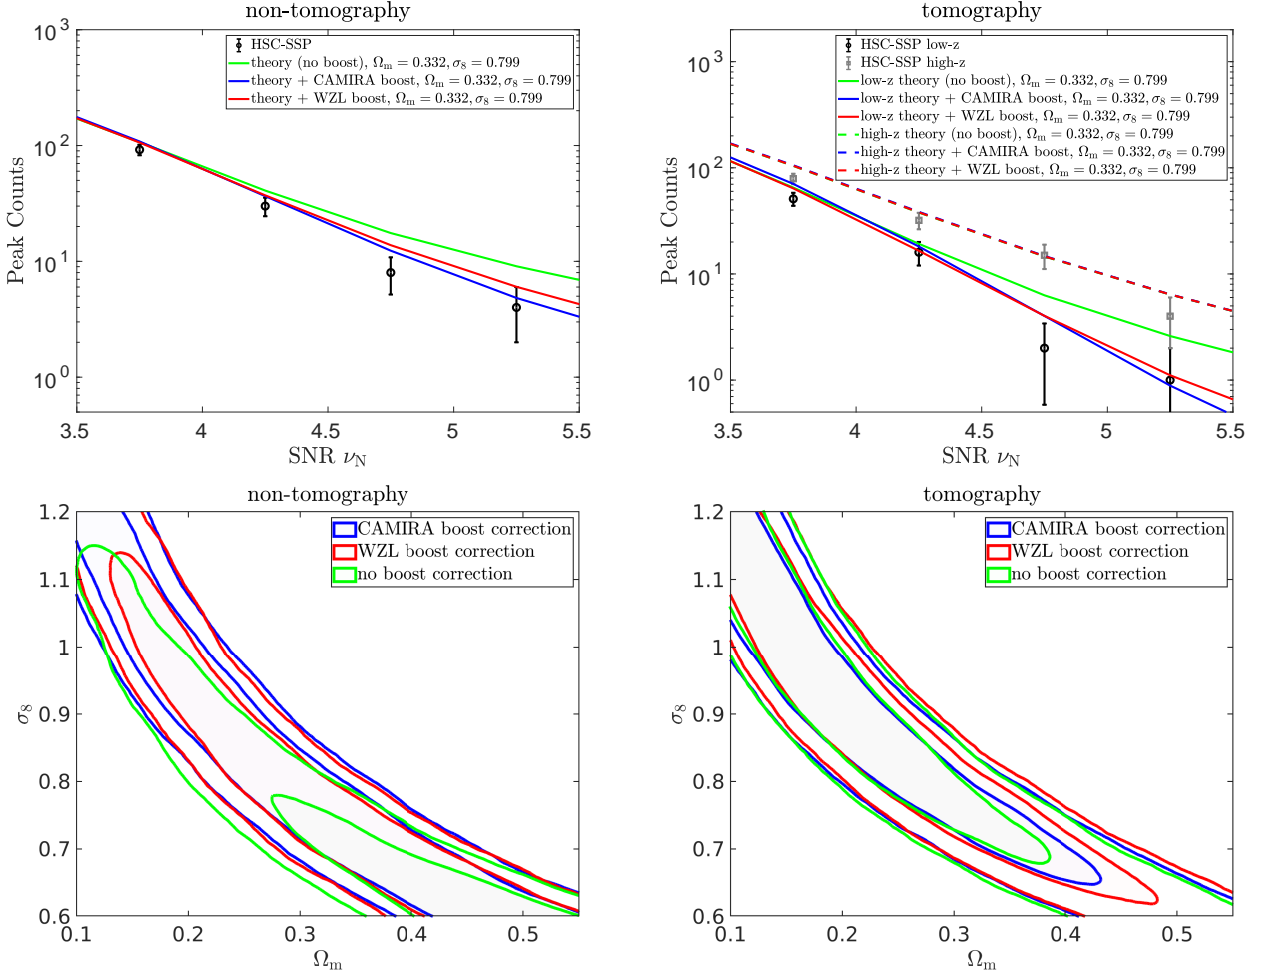 non-tomography
10³
10²
10¹
10⁰
Peak Counts
HSC-SSP
theory (no boost), Ωm = 0.332, σ8 = 0.799
theory + CAMIRA boost, Ωm = 0.332, σ8 = 0.799
theory + WZL boost, Ωm = 0.332, σ8 = 0.799
3.5 4 4.5 5 5.5
SNR νN
tomography
10³
10²
10¹
10⁰
Peak Counts
HSC-SSP low-z
HSC-SSP high-z
low-z theory (no boost), Ωm = 0.332, σ8 = 0.799
low-z theory + CAMIRA boost, Ωm = 0.332, σ8 = 0.799
low-z theory + WZL boost, Ωm = 0.332, σ8 = 0.799
high-z theory (no boost), Ωm = 0.332, σ8 = 0.799
high-z theory + CAMIRA boost, Ωm = 0.332, σ8 = 0.799
high-z theory + WZL boost, Ωm = 0.332, σ8 = 0.799
3.5 4 4.5 5 5.5
SNR νN
non-tomography
1.2
1.1
1
0.9
0.8
0.7
0.6
σ8
CAMIRA boost correction
WZL boost correction
no boost correction
0.1 0.2 0.3 0.4 0.5
Ωm
tomography
1.2
1.1
1
0.9
0.8
0.7
0.6
σ8
CAMIRA boost correction
WZL boost correction
no boost correction
0.1 0.2 0.3 0.4 0.5
Ωm